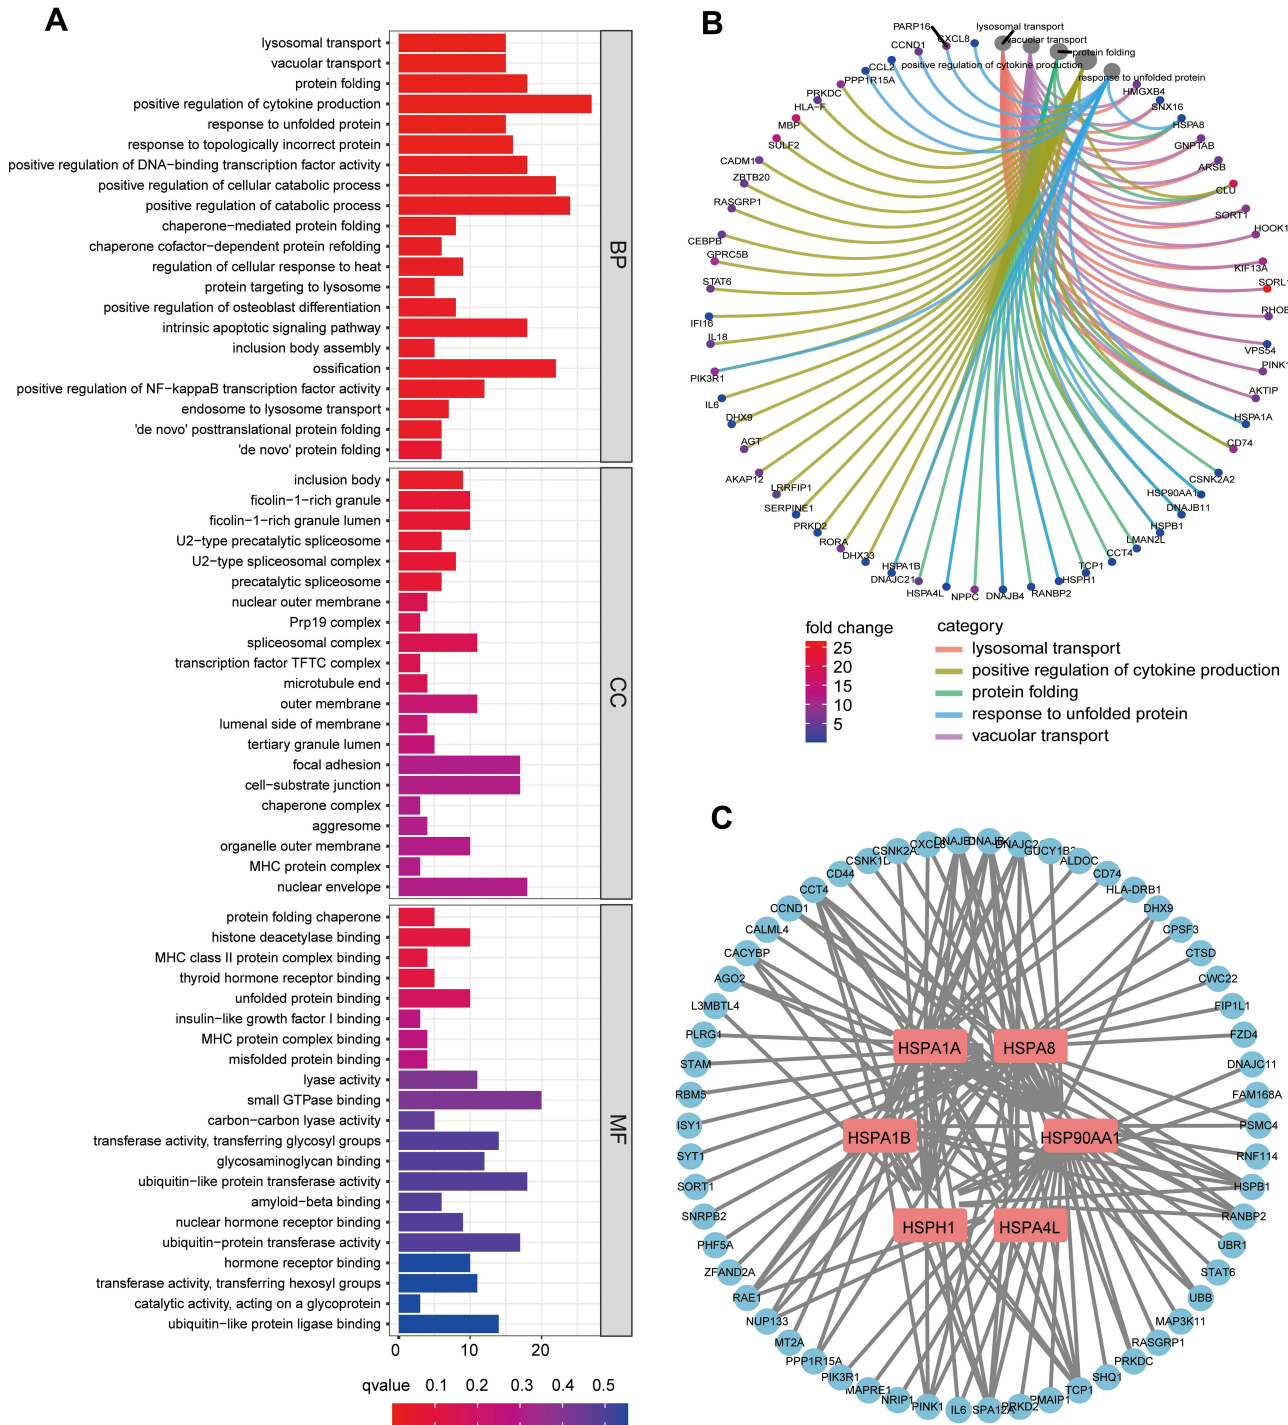 A
lysosomal transport
vacuolar transport
protein folding
positive regulation of cytokine production
response to unfolded protein
response to topologically incorrect protein
positive regulation of DNA−binding transcription factor activity
positive regulation of cellular catabolic process
positive regulation of catabolic process
chaperone−mediated protein folding
chaperone cofactor−dependent protein refolding
regulation of cellular response to heat
protein targeting to lysosome
positive regulation of osteoblast differentiation
intrinsic apoptotic signaling pathway
inclusion body assembly
ossification
positive regulation of NF−kappaB transcription factor activity
endosome to lysosome transport
'de novo' posttranslational protein folding
'de novo' protein folding
BP
inclusion body
ficolin−1−rich granule
ficolin−1−rich granule lumen
U2−type precatalytic spliceosome
U2−type spliceosomal complex
precatalytic spliceosome
nuclear outer membrane
Prp19 complex
spliceosomal complex
transcription factor TFTC complex
microtubule end
outer membrane
lumenal side of membrane
tertiary granule lumen
focal adhesion
cell−substrate junction
chaperone complex
aggresome
organelle outer membrane
MHC protein complex
nuclear envelope
CC
protein folding chaperone
histone deacetylase binding
MHC class II protein complex binding
thyroid hormone receptor binding
unfolded protein binding
insulin−like growth factor I binding
MHC protein complex binding
misfolded protein binding
lyase activity
small GTPase binding
carbon−carbon lyase activity
transferase activity, transferring glycosyl groups
glycosaminoglycan binding
ubiquitin−like protein transferase activity
amyloid−beta binding
nuclear hormone receptor binding
ubiquitin−protein transferase activity
hormone receptor binding
transferase activity, transferring hexosyl groups
catalytic activity, acting on a glycoprotein
ubiquitin−like protein ligase binding
MF
0 10 20
qvalue 0.1 0.2 0.3 0.4 0.5
B
lysosomal transport
vacuolar transport
protein folding
positive regulation of cytokine production
response to unfolded protein
HMGXB4
SNX16
HSPA8
GNPTAB
ARSB
CLU
SORT1
HOOK1
KIF13A
SORL1
RHOB
VPS54
PINK1
AKTIP
HSPA1A
CD74
CSNK2A2
HSP90AA1
DNAJB11
HSPB1
LMAN2L
CCT4
TCP1
HSPH1
RANBP2
DNAJB4
NPPC
HSPA4L
DNAJC21
HSPA1B
DHX33
RORA
PRKD2
SERPINE1
LRRFIP1
AKAP12
AGT
DHX9
IL6
PIK3R1
IL18
IFI16
STAT6
GPRC5B
CEBPB
RASGRP1
ZBTB20
CADM1
SULF2
MBP
HLA−F
PRKDC
PPP1R15A
CCL2
CCND1
PARP16
CXCL8
fold change
25
20
15
10
5
category
lysosomal transport
positive regulation of cytokine production
protein folding
response to unfolded protein
vacuolar transport
C
DNAJC2
GUCY1B
ALDOC
CD74
HLA-DRB1
DHX9
CPSF3
CTSD
CWC22
FIP1L1
FZD4
DNAJC11
FAM168A
PSMC4
RNF114
HSPB1
RANBP2
UBR1
STAT6
UBB
MAP3K11
RASGRP1
PRKDC
SHQ1
TCP1
PMAIP1
PRKD2
SPA12A
IL6
PINK1
NRIP1
MAPRE1
PIK3R1
PPP1R15A
MT2A
NUP133
RAE1
ZFAND2A
PHF5A
SNRPB2
SORT1
SYT1
ISY1
RBM5
STAM
PLRG1
L3MBTL4
AGO2
CACYBP
CALML4
CCND1
CCT4
CD44
CSNK1D
CSNK2A
CXCL8
HSPA1A
HSPA8
HSPA1B
HSP90AA1
HSPH1
HSPA4L